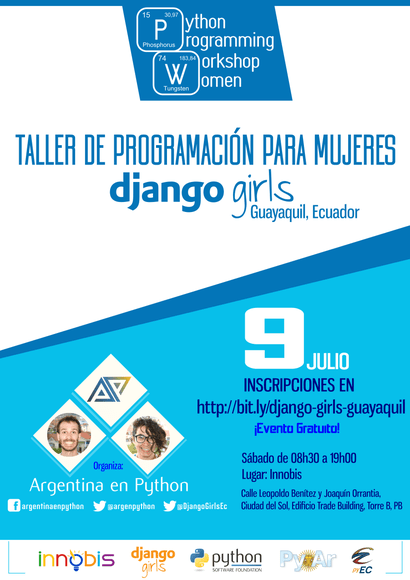 15 30,97
P
Phosphorus
ython
rogramming
74 183,84
W
Tungsten
orkshop
omen
TALLER DE PROGRAMACIÓN PARA MUJERES
django girls
Guayaquil, Ecuador
9 JULIO
INSCRIPCIONES EN
http://bit.ly/django-girls-guayaquil
¡Evento Gratuito!
Sábado de 08h30 a 19h00
Lugar: Innobis
Calle Leopoldo Benítez y Joaquín Orrantia,
Ciudad del Sol, Edificio Trade Building, Torre B, PB
AP
Organiza:
Argentina en Python
argentinaenpython @argenpython @DjangoGirlsEc
innobis
django
girls
python
SOFTWARE FOUNDATION
PyAr
PYEC